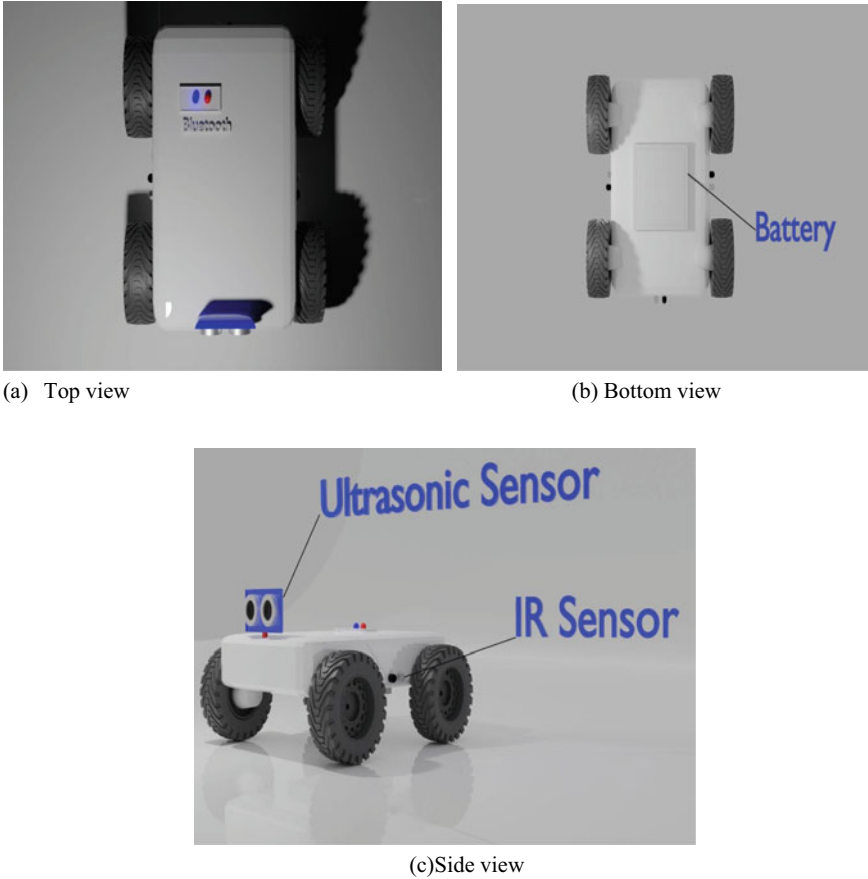 Bluetooth
Battery
(a) Top view
(b) Bottom view
Ultrasonic Sensor
IR Sensor
(c)Side view